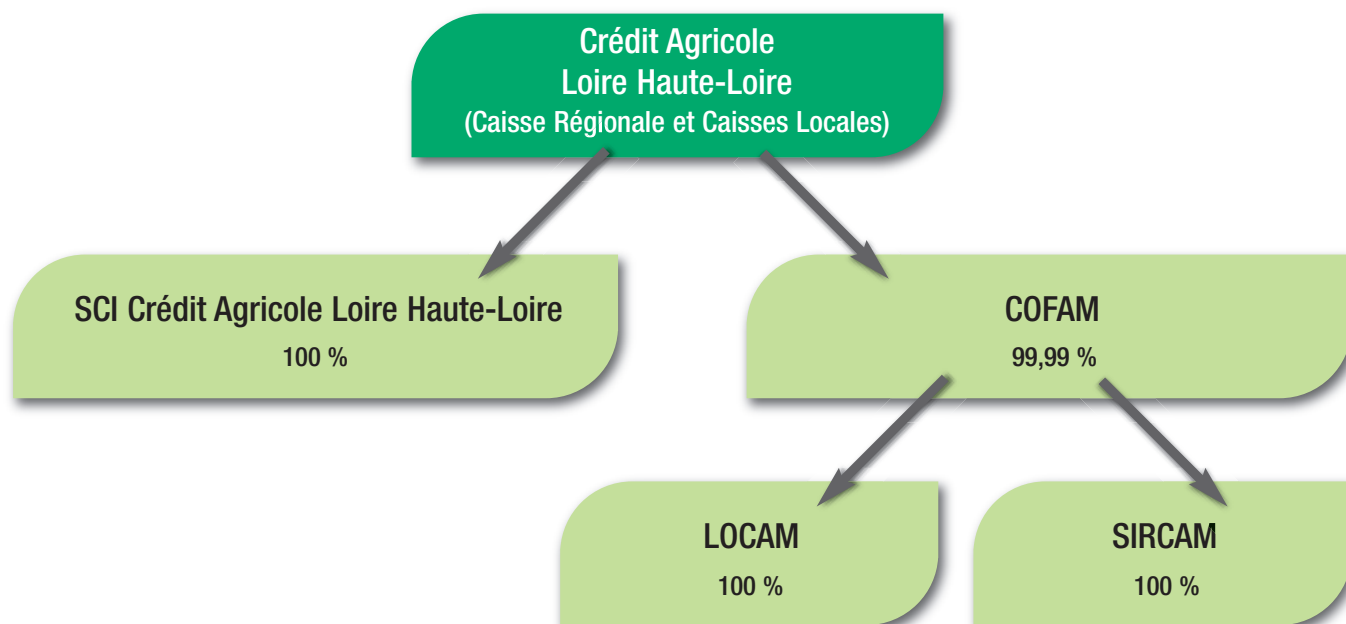 Crédit Agricole
Loire Haute-Loire
(Caisse Régionale et Caisses Locales)
SCI Crédit Agricole Loire Haute-Loire
100 %
COFAM
99,99 %
LOCAM
100 %
SIRCAM
100 %